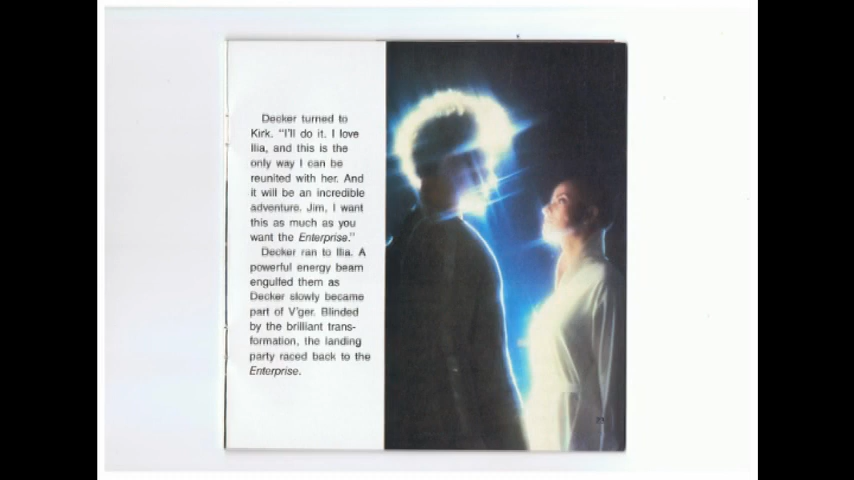 Decker turned to
Kirk. "I'll do it. I love
Ilia, and this is the
only way I can be
reunited with her. And
it will be an incredible
adventure. Jim, I want
this as much as you
want the Enterprise."
Decker ran to Ilia. A
powerful energy beam
engulfed them as
Decker slowly became
part of V'ger. Blinded
by the brilliant trans-
formation, the landing
party raced back to the
Enterprise.